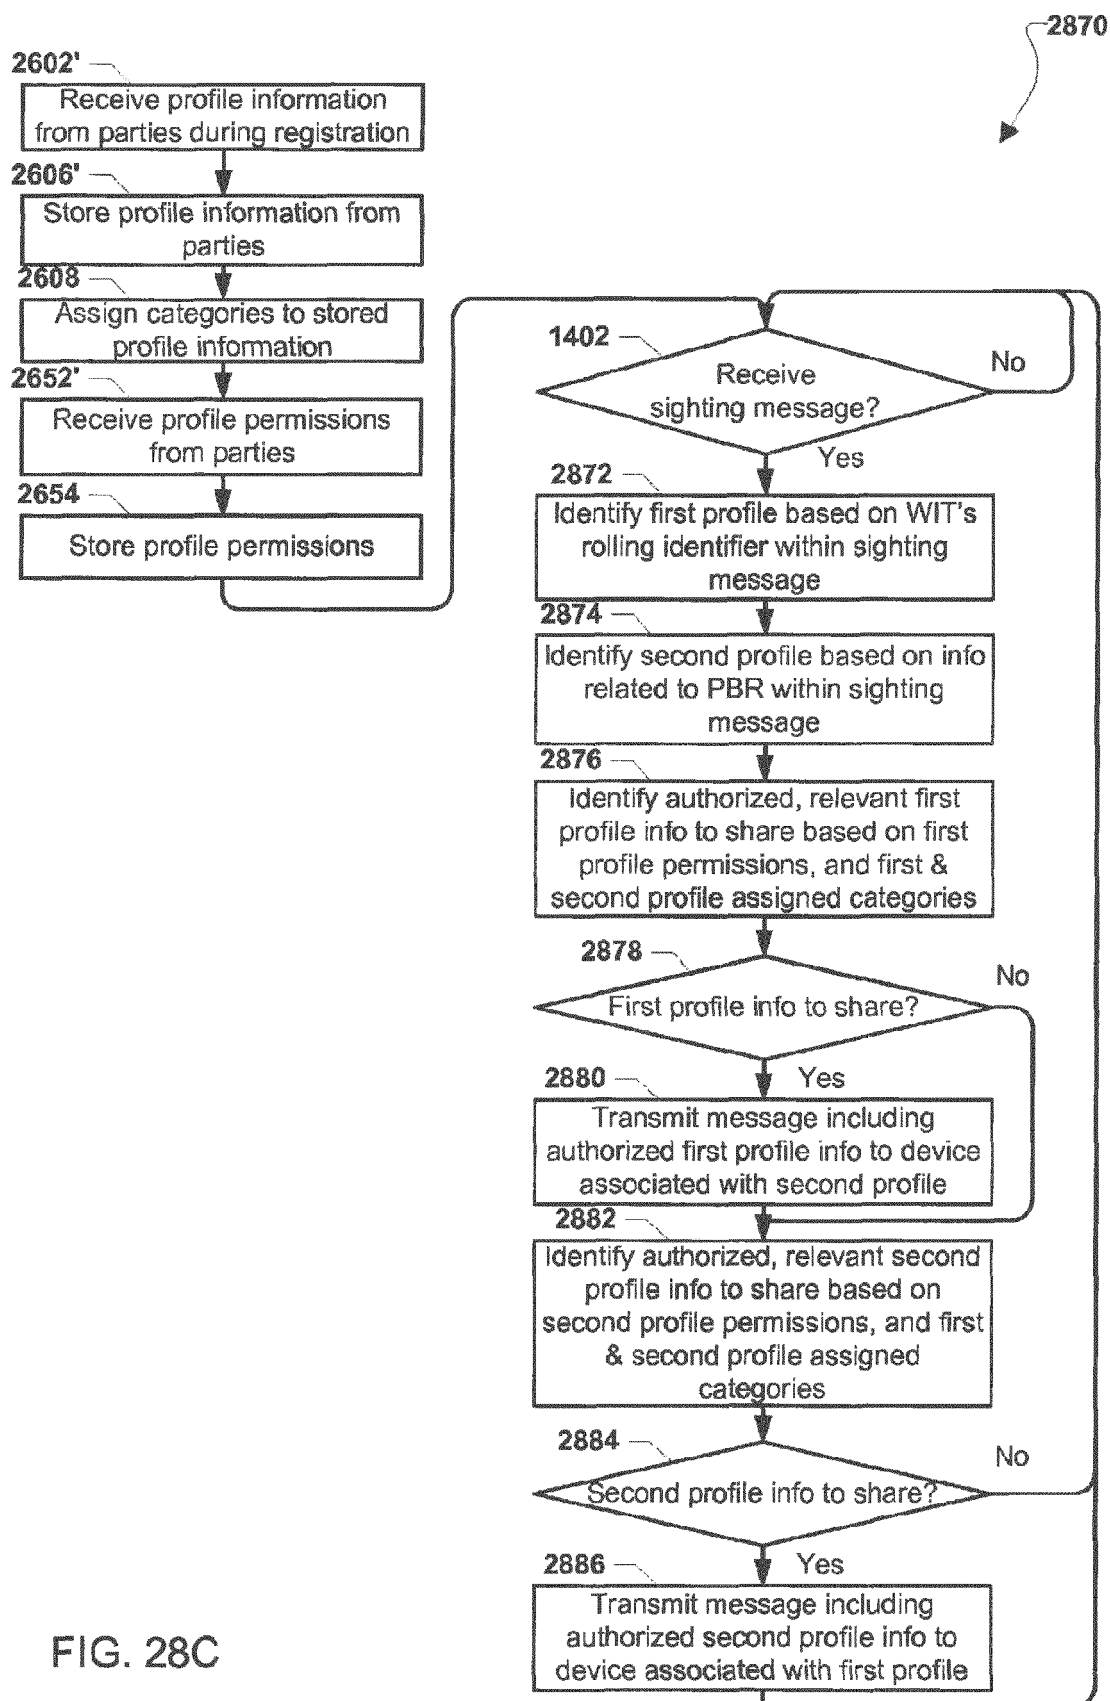 2870
2602'
Receive profile information
from parties during registration
2606'
Store profile information from
parties
2608
Assign categories to stored
profile information
2652'
Receive profile permissions
from parties
2654
Store profile permissions
1402
Receive
sighting message?
No
Yes
2872
Identify first profile based on WIT's
rolling identifier within sighting
message
2874
Identify second profile based on info
related to PBR within sighting
message
2876
Identify authorized, relevant first
profile info to share based on first
profile permissions, and first &
second profile assigned categories
2878
First profile info to share?
No
Yes
2880
Transmit message including
authorized first profile info to device
associated with second profile
2882
Identify authorized, relevant second
profile info to share based on
second profile permissions, and first
& second profile assigned
categories
2884
Second profile info to share?
No
Yes
2886
Transmit message including
authorized second profile info to
device associated with first profile
FIG. 28C